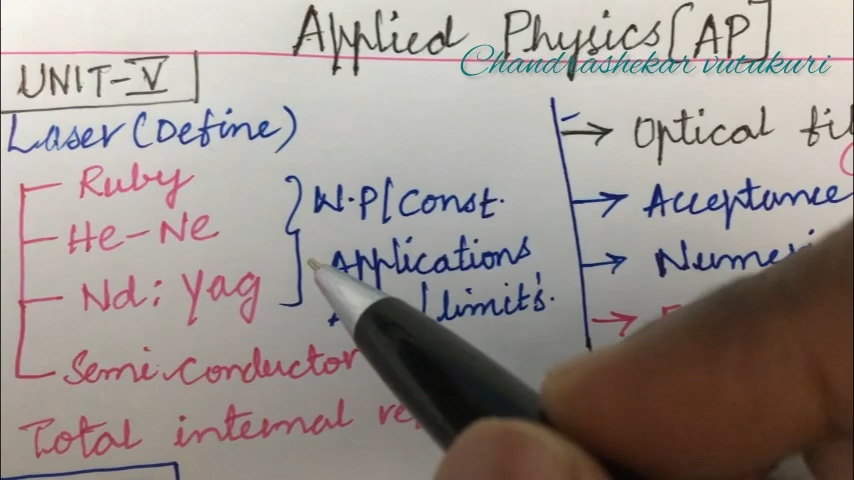 Applied Physics [AP]
Chandrashekar vutukuri
UNIT-V
Laser (Define)
Ruby
He-Ne
Nd: Yag
Semi conductor
Total internal
W.P/Const.
Applications
limit's.
Optical
Acceptance